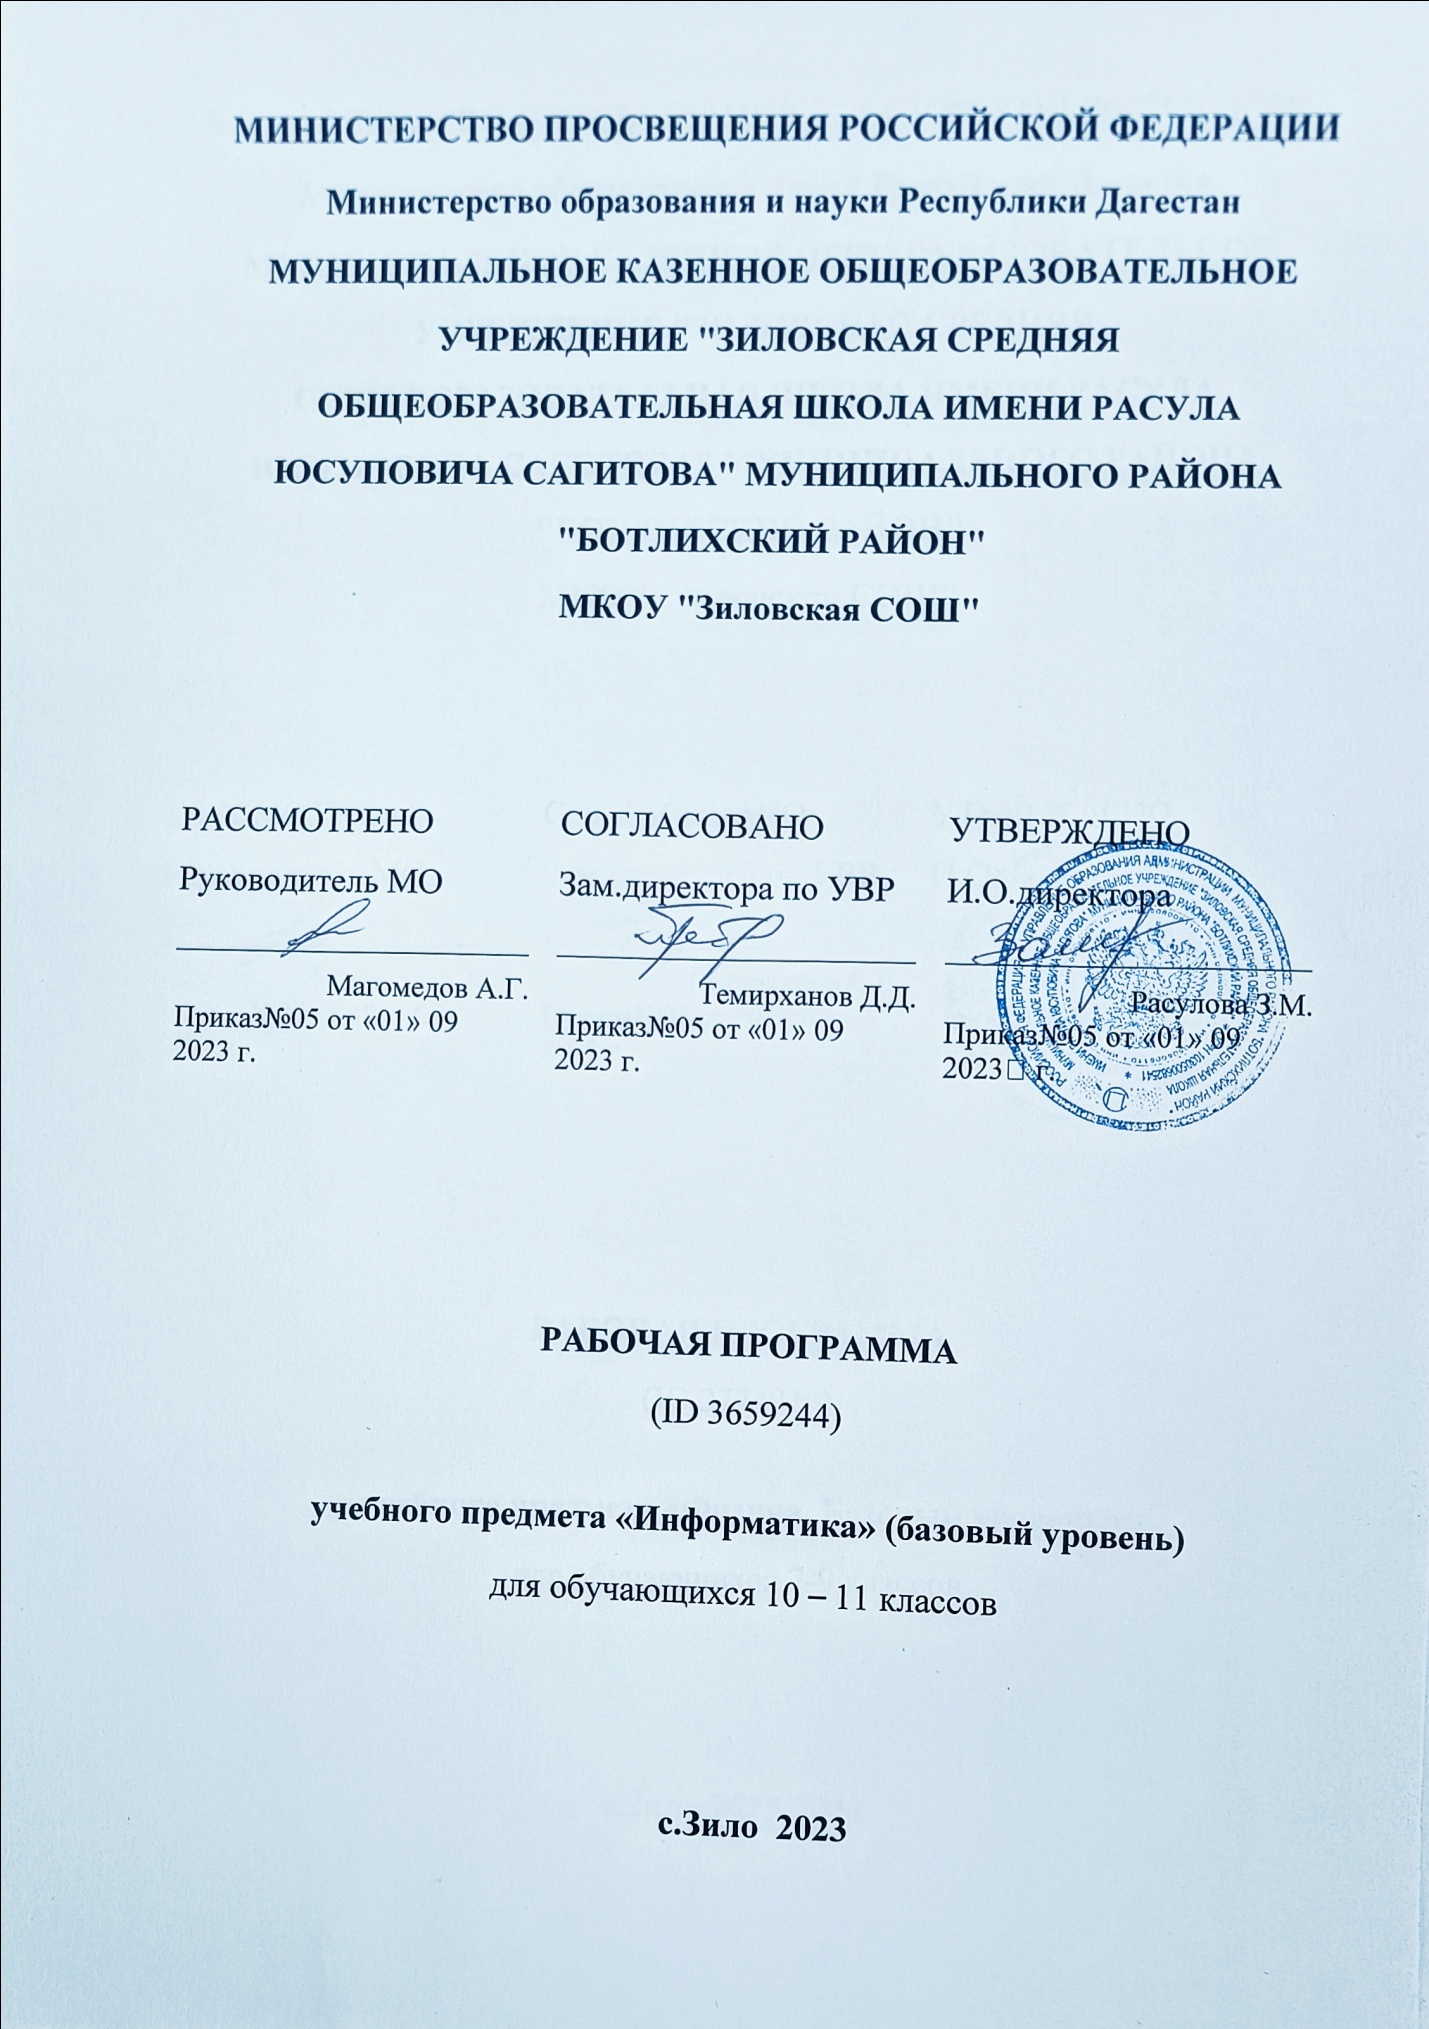 МИНИСТЕРСТВО ПРОСВЕЩЕНИЯ РОССИЙСКОЙ ФЕДЕРАЦИИ
Министерство образования и науки Республики Дагестан
МУНИЦИПАЛЬНОЕ КАЗЕННОЕ ОБЩЕОБРАЗОВАТЕЛЬНОЕ
УЧРЕЖДЕНИЕ "ЗИЛОВСКАЯ СРЕДНЯЯ
ОБЩЕОБРАЗОВАТЕЛЬНАЯ ШКОЛА ИМЕНИ РАСУЛА
ЮСУПОВИЧА САГИТОВА" МУНИЦИПАЛЬНОГО РАЙОНА
"БОТЛИХСКИЙ РАЙОН"
МКОУ "Зиловская СОШ"
РАССМОТРЕНО
Руководитель МО
Магомедов А.Г.
Приказ№05 от «01» 09
2023 г.
СОГЛАСОВАНО
Зам.директора по УВР
Темирханов Д.Д.
Приказ№05 от «01» 09
2023 г.
УТВЕРЖДЕНО
И.О.директора
Расулова З.М.
Приказ№05 от «01» 09
2023 г.
РАБОЧАЯ ПРОГРАММА
(ID 3659244)
учебного предмета «Информатика» (базовый уровень)
для обучающихся 10 – 11 классов
с.Зило 2023